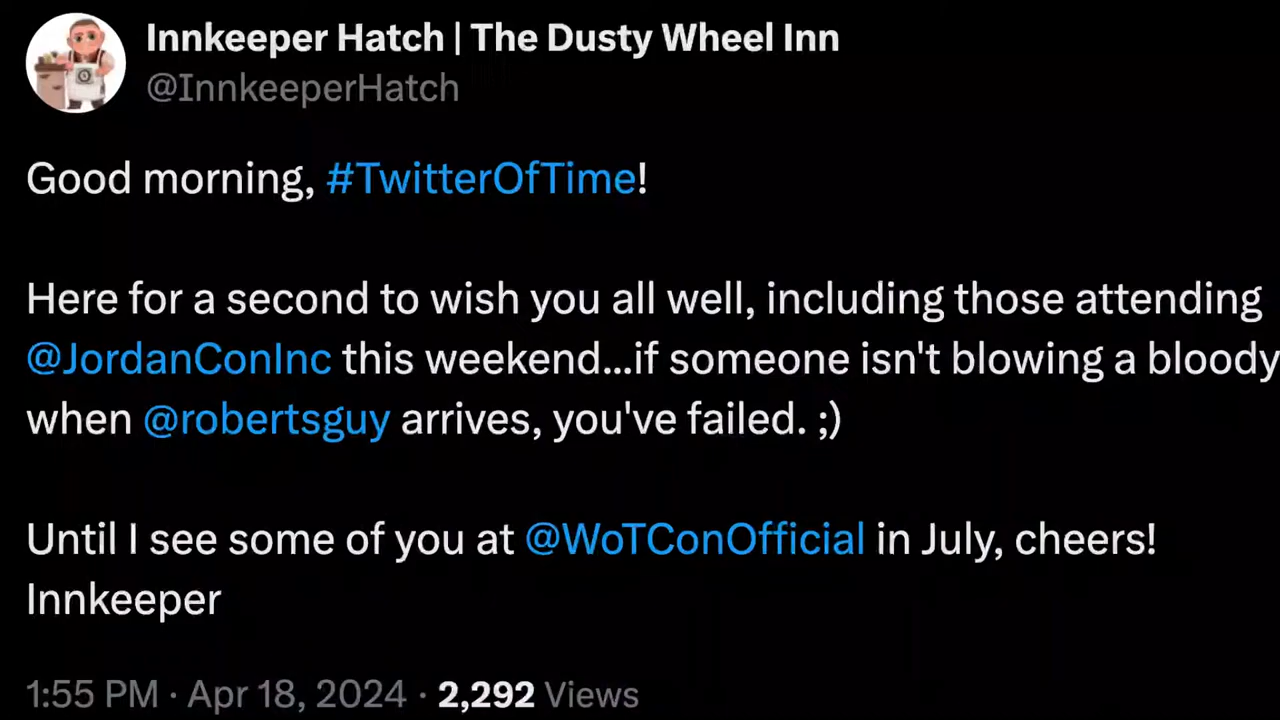 Innkeeper Hatch | The Dusty Wheel Inn
@InnkeeperHatch
Good morning, #TwitterOfTime!
Here for a second to wish you all well, including those attending
@JordanConInc this weekend...if someone isn't blowing a bloody
when @robertsguy arrives, you've failed. ;)
Until I see some of you at @WoTConOfficial in July, cheers!
Innkeeper
1:55 PM · Apr 18, 2024 · 2,292 Views